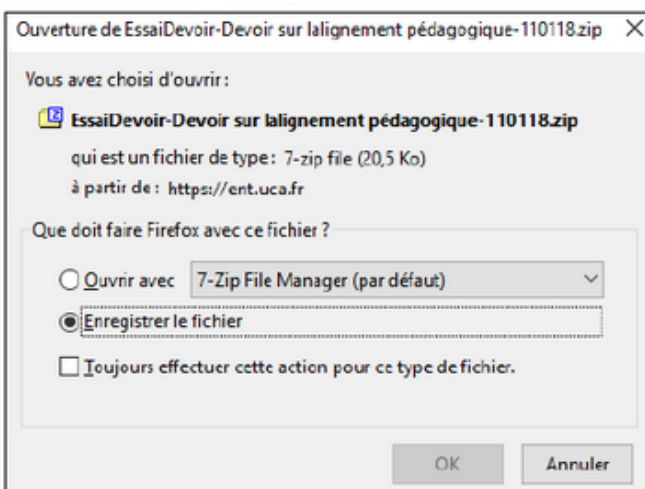 Ouverture de EssaiDevoir-Devoir sur lalignement pédagogique-110118.zip
Vous avez choisi d'ouvrir :
EssaiDevoir-Devoir sur lalignement pédagogique-110118.zip
qui est un fichier de type : 7-zip file (20,5 Ko)
à partir de : https://ent.uca.fr
Que doit faire Firefox avec ce fichier ?
Ouvrir avec 7-Zip File Manager (par défaut)
Enregistrer le fichier
Toujours effectuer cette action pour ce type de fichier.
OK Annuler